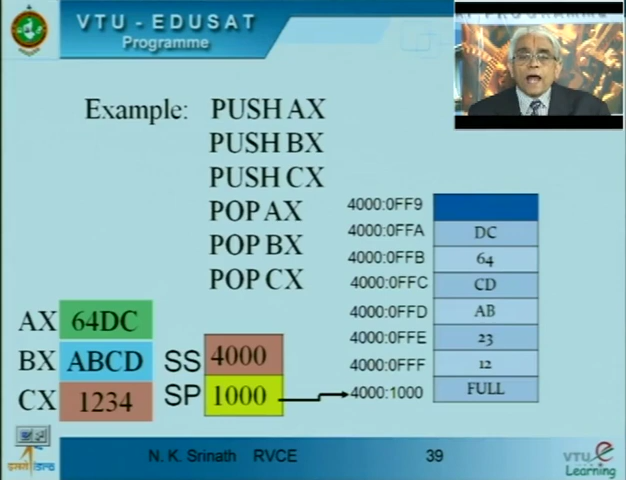 VTU - EDUSAT
Programme
Example: PUSH AX
PUSH BX
PUSH CX
POP AX
POP BX
POP CX
4000:0FF9
4000:0FFA DC
4000:0FFB 64
4000:0FFC CD
4000:0FFD AB
4000:0FFE 23
4000:0FFF 12
4000:1000 FULL
AX 64DC
BX ABCD
CX 1234
SS 4000
SP 1000
N. K. Srinath RVCE 39
VTU e
Learning